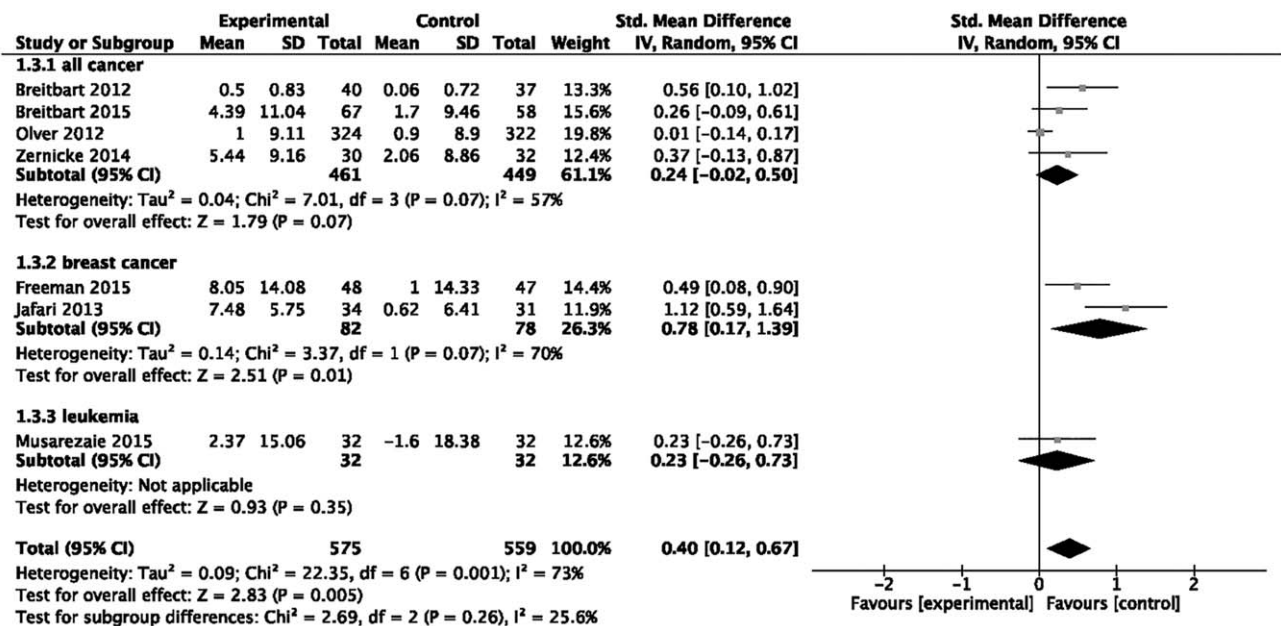 Experimental Control Std. Mean Difference Std. Mean Difference
Study or Subgroup Mean SD Total Mean SD Total Weight IV, Random, 95% CI IV, Random, 95% CI
1.3.1 all cancer
Breitbart 2012 0.5 0.83 40 0.06 0.72 37 13.3% 0.56 [0.10, 1.02]
Breitbart 2015 4.39 11.04 67 1.7 9.46 58 15.6% 0.26 [−0.09, 0.61]
Olver 2012 1 9.11 324 0.9 8.9 322 19.8% 0.01 [−0.14, 0.17]
Zernicke 2014 5.44 9.16 30 2.06 8.86 32 12.4% 0.37 [−0.13, 0.87]
Subtotal (95% CI) 461 449 61.1% 0.24 [−0.02, 0.50]
Heterogeneity: Tau² = 0.04; Chi² = 7.01, df = 3 (P = 0.07); I² = 57%
Test for overall effect: Z = 1.79 (P = 0.07)
1.3.2 breast cancer
Freeman 2015 8.05 14.08 48 1 14.33 47 14.4% 0.49 [0.08, 0.90]
Jafari 2013 7.48 5.75 34 0.62 6.41 31 11.9% 1.12 [0.59, 1.64]
Subtotal (95% CI) 82 78 26.3% 0.78 [0.17, 1.39]
Heterogeneity: Tau² = 0.14; Chi² = 3.37, df = 1 (P = 0.07); I² = 70%
Test for overall effect: Z = 2.51 (P = 0.01)
1.3.3 leukemia
Musarezaie 2015 2.37 15.06 32 −1.6 18.38 32 12.6% 0.23 [−0.26, 0.73]
Subtotal (95% CI) 32 32 12.6% 0.23 [−0.26, 0.73]
Heterogeneity: Not applicable
Test for overall effect: Z = 0.93 (P = 0.35)
Total (95% CI) 575 559 100.0% 0.40 [0.12, 0.67]
Heterogeneity: Tau² = 0.09; Chi² = 22.35, df = 6 (P = 0.001); I² = 73%
Test for overall effect: Z = 2.83 (P = 0.005)
Test for subgroup differences: Chi² = 2.69, df = 2 (P = 0.26), I² = 25.6%
−2 −1 0 1 2
Favours [experimental] Favours [control]